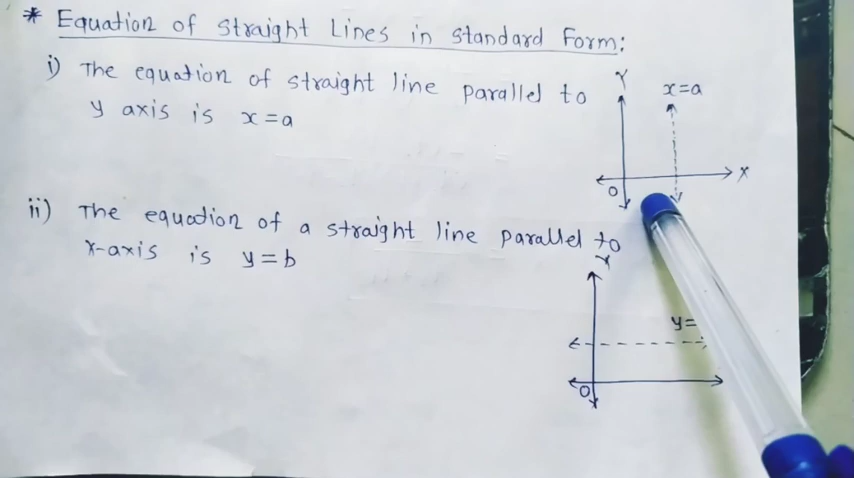 * Equation of Straight Lines in Standard Form:
i) The equation of straight line parallel to
y axis is x=a
Y
x=a
X
O
ii) The equation of a straight line parallel to
x-axis is y=b
Y
y=
O